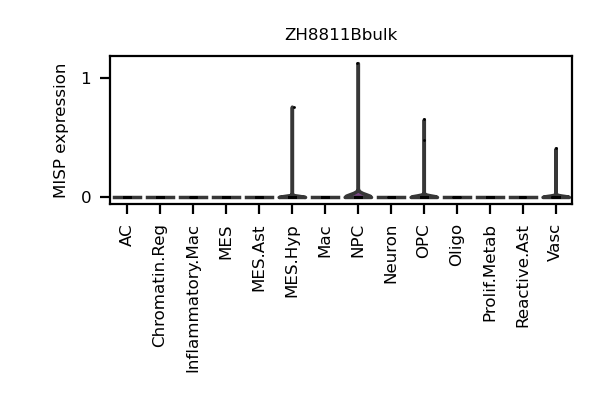 ZH8811Bbulk
MISP expression
1
0
AC
Chromatin.Reg
Inflammatory.Mac
MES
MES.Ast
MES.Hyp
Mac
NPC
Neuron
OPC
Oligo
Prolif.Metab
Reactive.Ast
Vasc